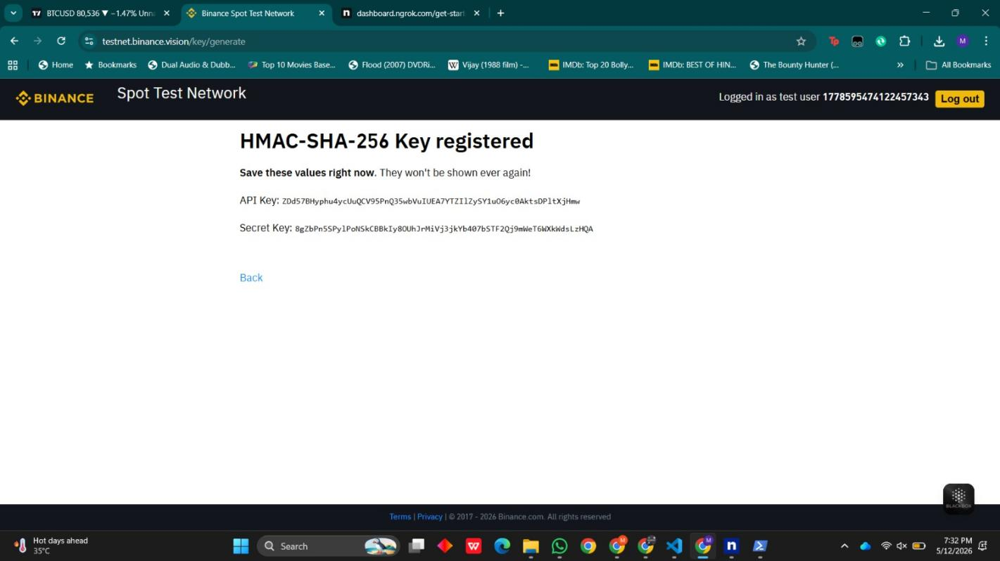 BTCUSD 80,536 ▼ −1.47% Unna
Binance Spot Test Network
dashboard.ngrok.com/get-start
testnet.binance.vision/key/generate
Home
Bookmarks
Dual Audio & Dubb...
Top 10 Movies Base...
Flood (2007) DVDRi...
Vijay (1988 film) -...
IMDb: Top 20 Bolly...
IMDb: BEST OF HIN...
The Bounty Hunter (...
All Bookmarks
BINANCE
Spot Test Network
Logged in as test user 1778595474122457343
Log out
HMAC-SHA-256 Key registered
Save these values right now. They won't be shown ever again!
API Key: ZDd57BHyphu4ycUuQCV95PnQ35wbVuIUEA7YTZIlZySY1uO6yc0AktsDPltXjHmw
Secret Key: 8gZbPn5SPylPoNSkCBBkIy8OUhJrMiVj3jkYb407bSTF2Qj9mWeT6WXkWdsLzHQA
Back
BLACKBOX
Terms | Privacy | © 2017 - 2026 Binance.com. All rights reserved
Hot days ahead
35°C
Search
7:32 PM
5/12/2026